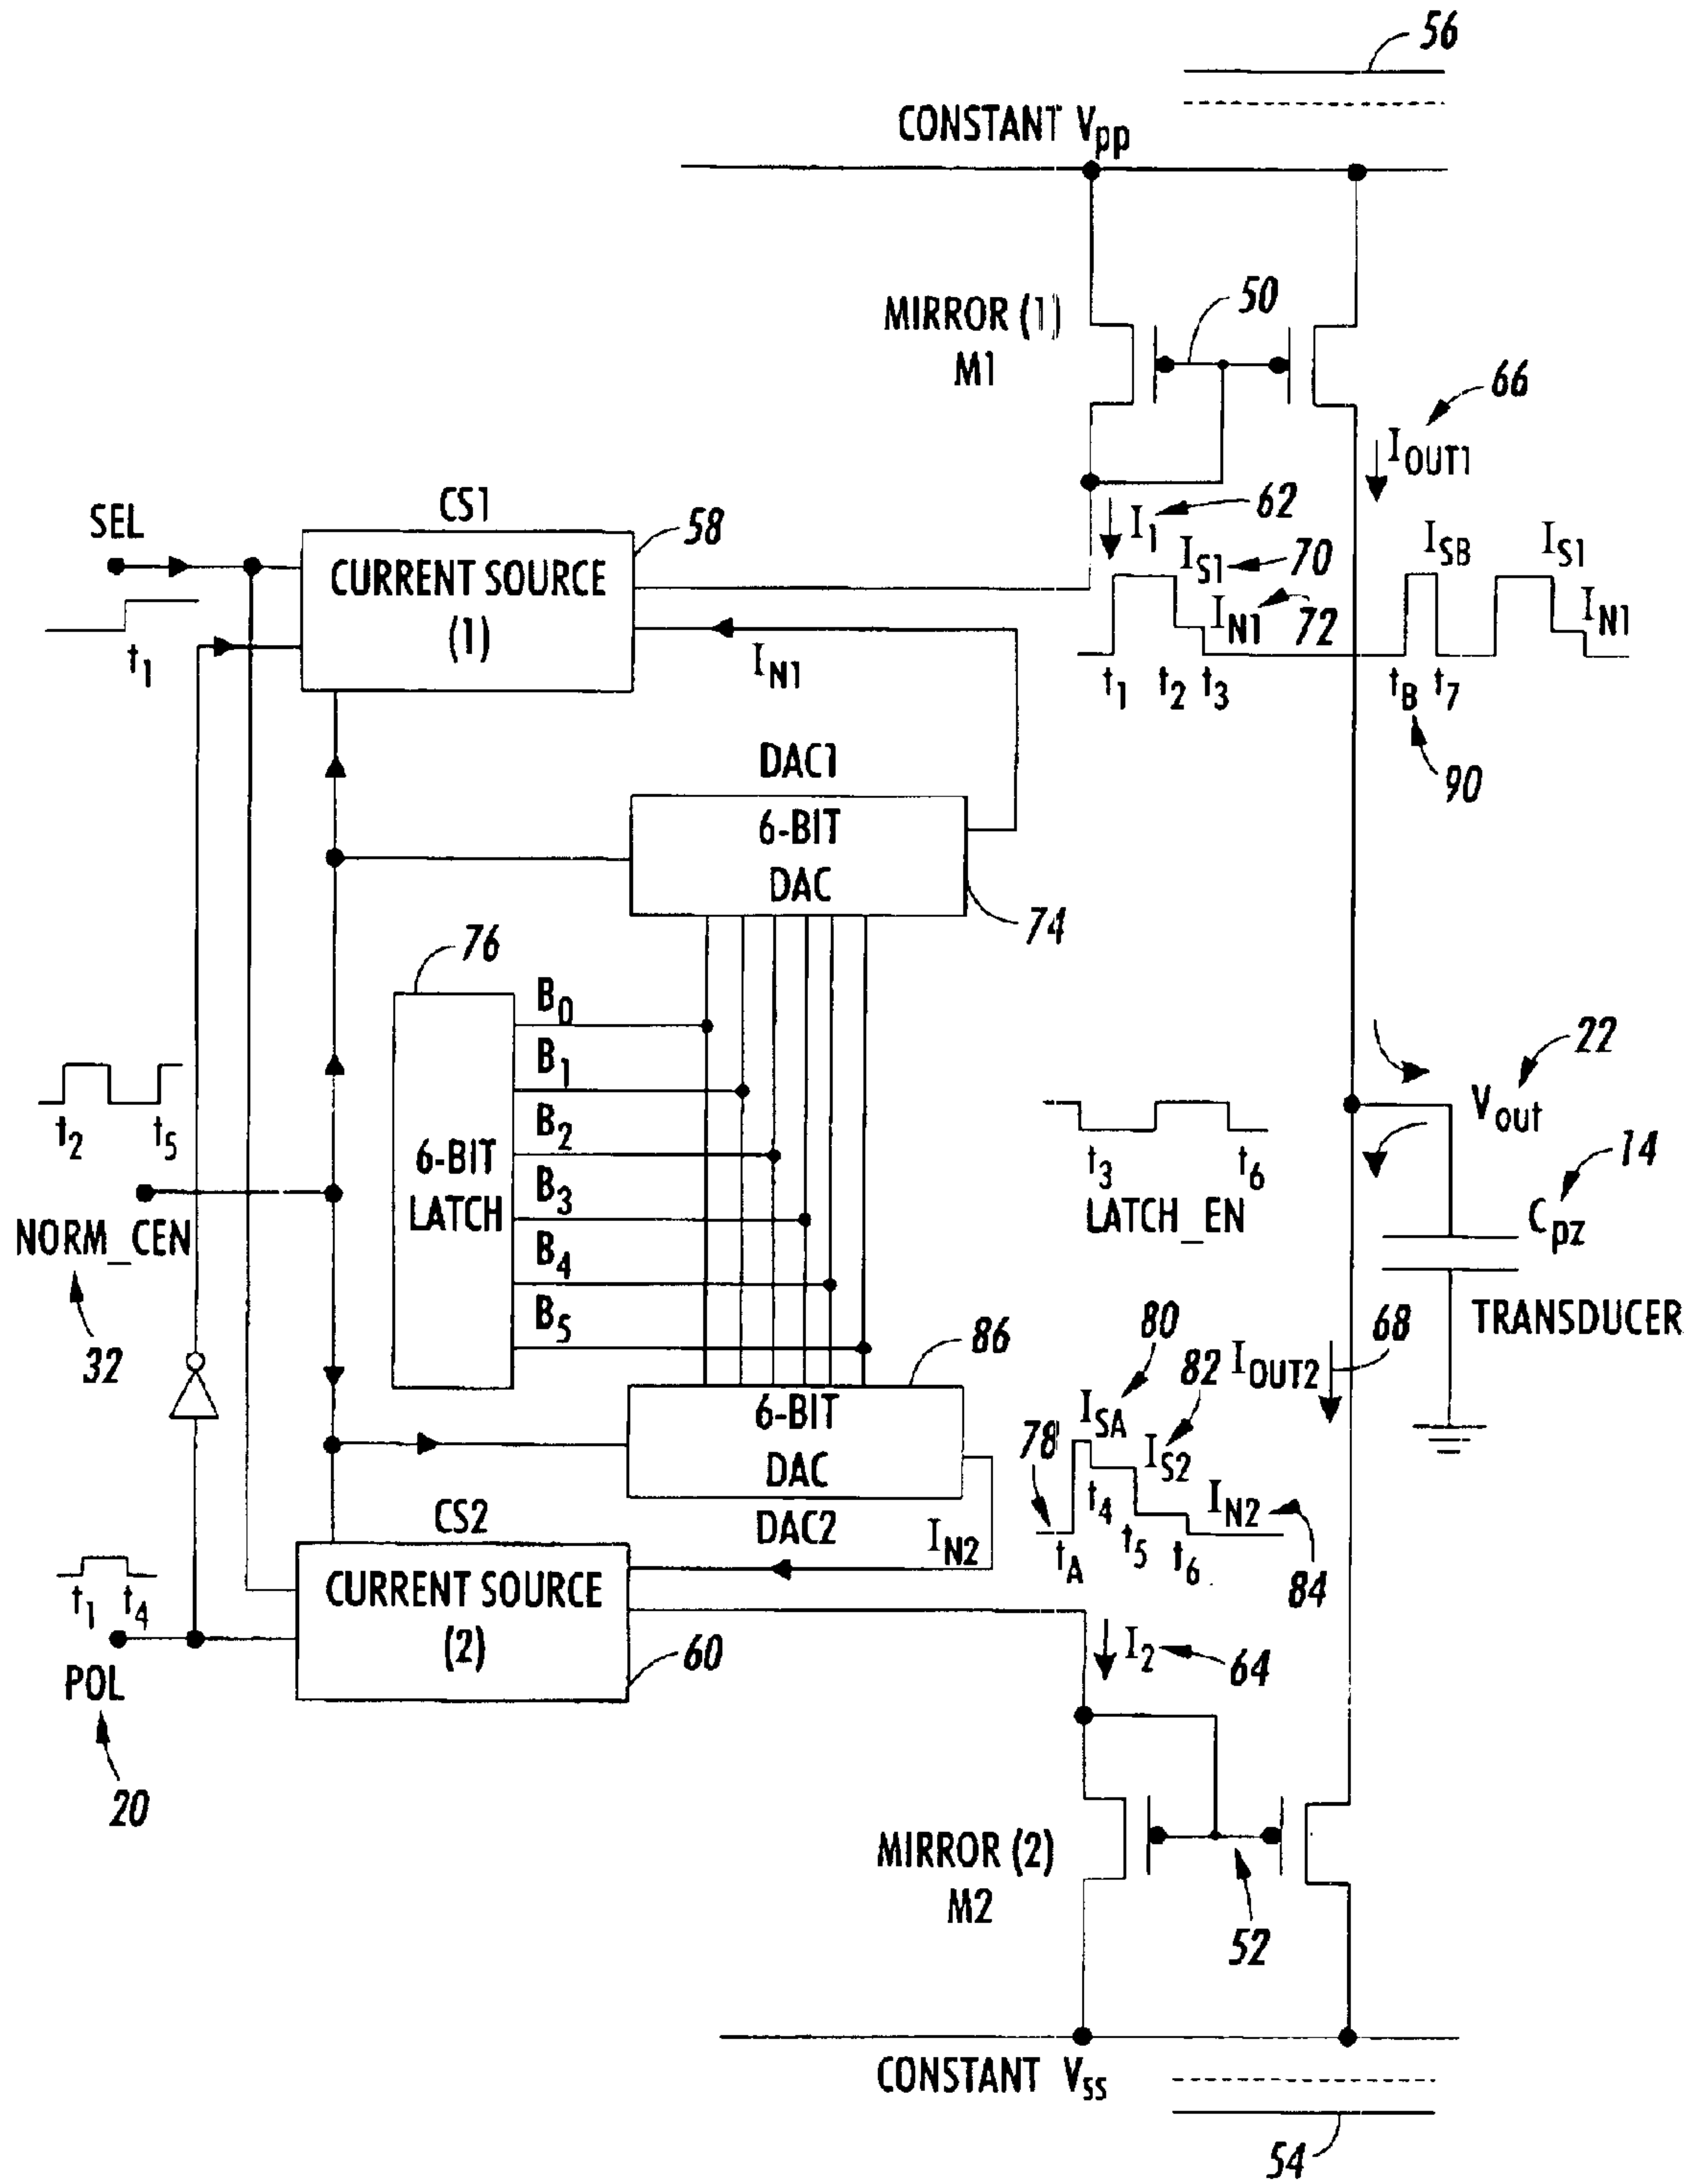 56
CONSTANT Vpp
MIRROR (1)
M1
50
66
IOUT1
SEL
t1
CS1
58
CURRENT SOURCE
(1)
IN1
I1
62
IS1
70
IN1
72
t1 t2 t3
ISB
IS1
IN1
tB t7
90
DAC1
6-BIT
DAC
74
76
6-BIT
LATCH
B0
B1
B2
B3
B4
B5
t2 t5
NORM_CEN
32
t3 t6
LATCH_EN
22
Vout
14
Cpz
TRANSDUCER
86
6-BIT
DAC
DAC2
IN2
80
ISA
82
IS2
IOUT2
68
78
t4
IN2
tA t5 t6
84
CS2
CURRENT SOURCE
(2)
60
t1 t4
POL
20
I2
64
MIRROR (2)
M2
52
CONSTANT Vss
54